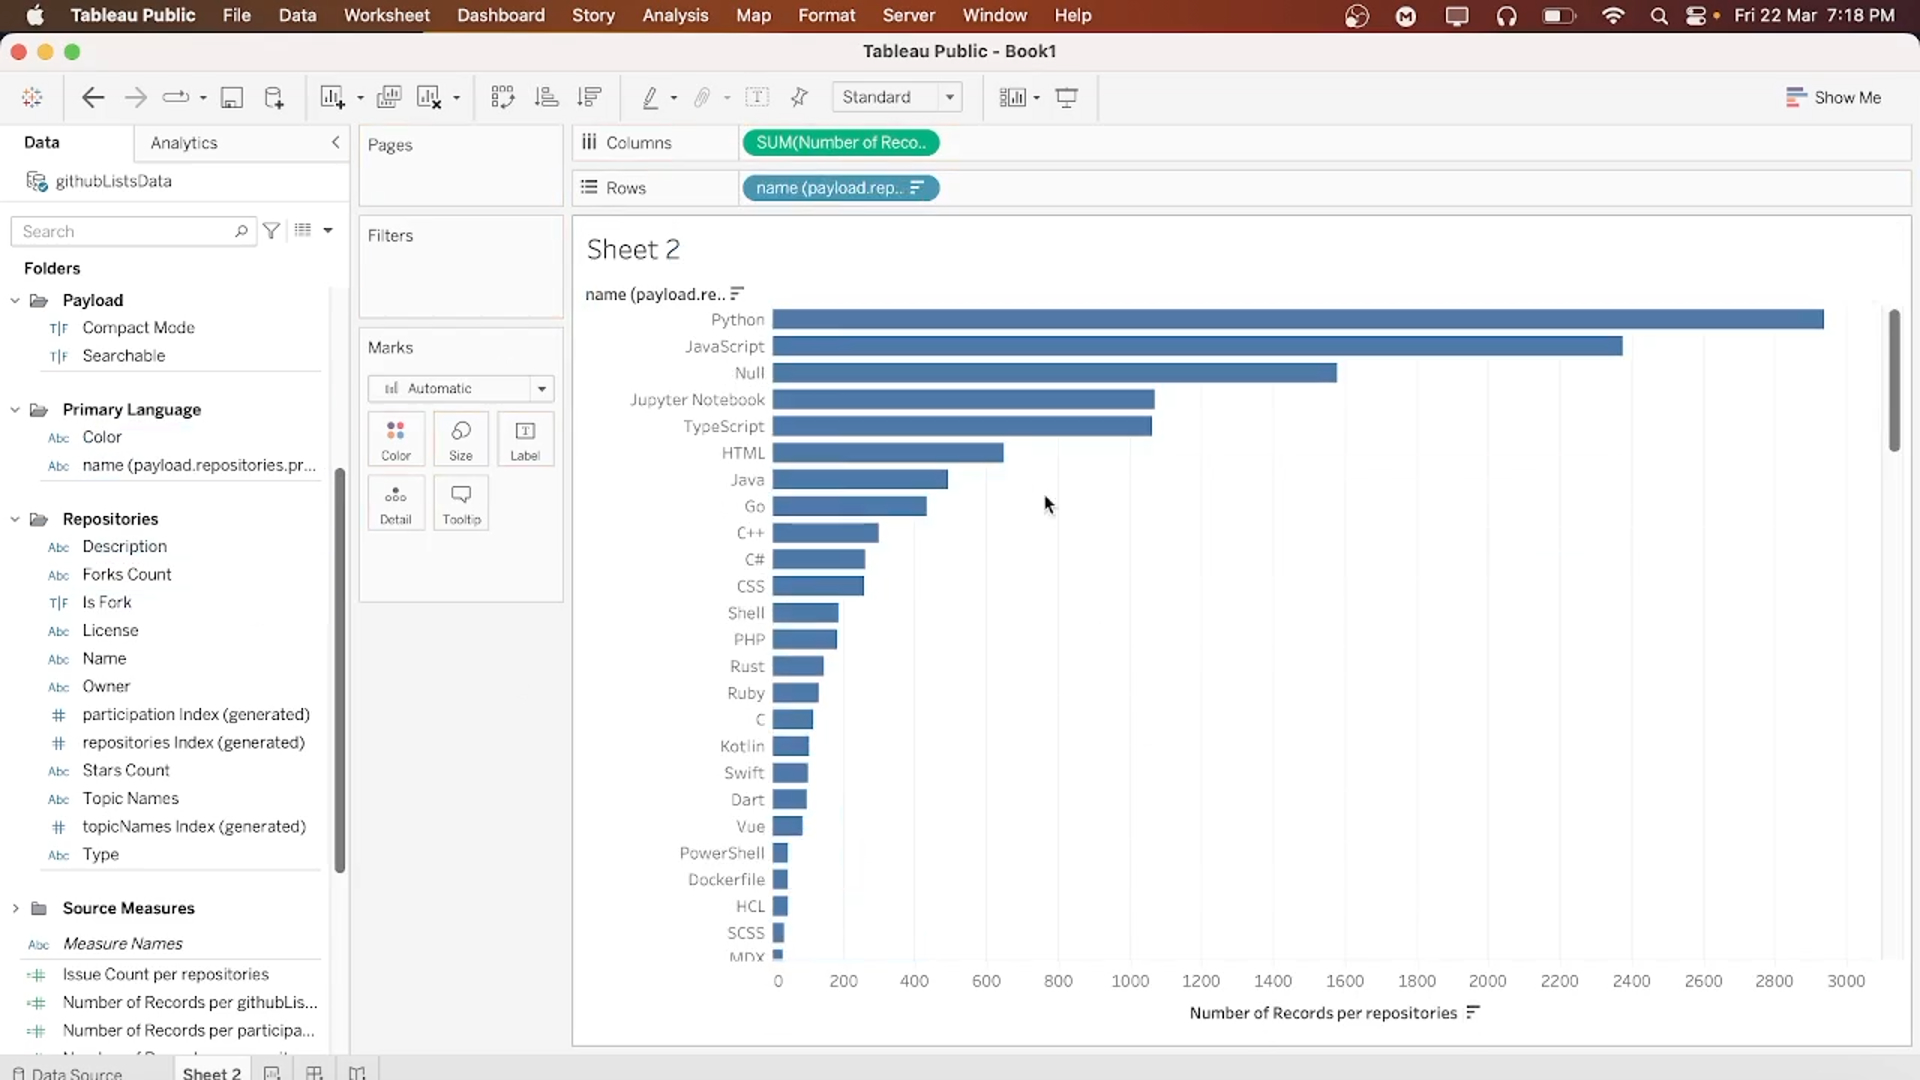 Tableau Public File Data Worksheet Dashboard Story Analysis Map Format Server Window Help Fri 22 Mar 7:18 PM
Tableau Public - Book1
Standard
Show Me
Data
Analytics
githubListsData
Search
Folders
Payload
T|F Compact Mode
T|F Searchable
Primary Language
Abc Color
Abc name (payload.repositories.pr...
Repositories
Abc Description
Abc Forks Count
T|F Is Fork
Abc License
Abc Name
Abc Owner
# participation Index (generated)
# repositories Index (generated)
Abc Stars Count
Abc Topic Names
# topicNames Index (generated)
Abc Type
Source Measures
Abc Measure Names
Issue Count per repositories
Number of Records per githubLis...
Number of Records per participa...
Pages
Filters
Marks
Automatic
Color
Size
Label
Detail
Tooltip
Columns
SUM(Number of Reco..
Rows
name (payload.rep..
Sheet 2
name (payload.re..
Python
JavaScript
Null
Jupyter Notebook
TypeScript
HTML
Java
Go
C++
C#
CSS
Shell
PHP
Rust
Ruby
C
Kotlin
Swift
Dart
Vue
PowerShell
Dockerfile
HCL
SCSS
MDX
0 200 400 600 800 1000 1200 1400 1600 1800 2000 2200 2400 2600 2800 3000
Number of Records per repositories
Data Source
Sheet 2